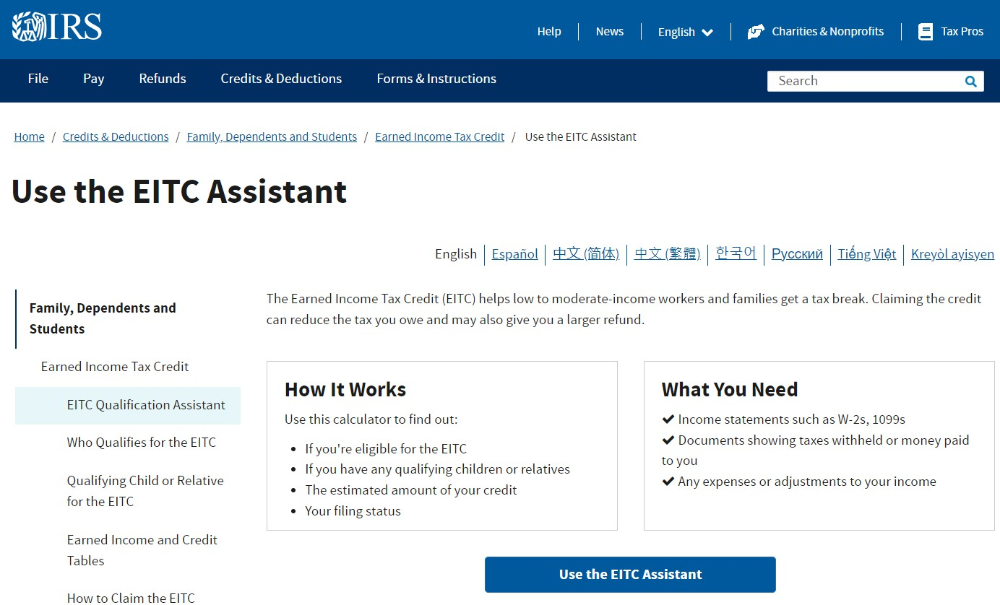 IRS
Help
News
English
Charities & Nonprofits
Tax Pros
File
Pay
Refunds
Credits & Deductions
Forms & Instructions
Search
Home / Credits & Deductions / Family, Dependents and Students / Earned Income Tax Credit / Use the EITC Assistant
Use the EITC Assistant
English
Español
中文 (简体)
中文 (繁體)
한국어
Русский
Tiếng Việt
Kreyòl ayisyen
Family, Dependents and
Students
Earned Income Tax Credit
EITC Qualification Assistant
Who Qualifies for the EITC
Qualifying Child or Relative
for the EITC
Earned Income and Credit
Tables
How to Claim the EITC
The Earned Income Tax Credit (EITC) helps low to moderate-income workers and families get a tax break. Claiming the credit
can reduce the tax you owe and may also give you a larger refund.
How It Works
Use this calculator to find out:
• If you're eligible for the EITC
• If you have any qualifying children or relatives
• The estimated amount of your credit
• Your filing status
What You Need
✔ Income statements such as W-2s, 1099s
✔ Documents showing taxes withheld or money paid
to you
✔ Any expenses or adjustments to your income
Use the EITC Assistant